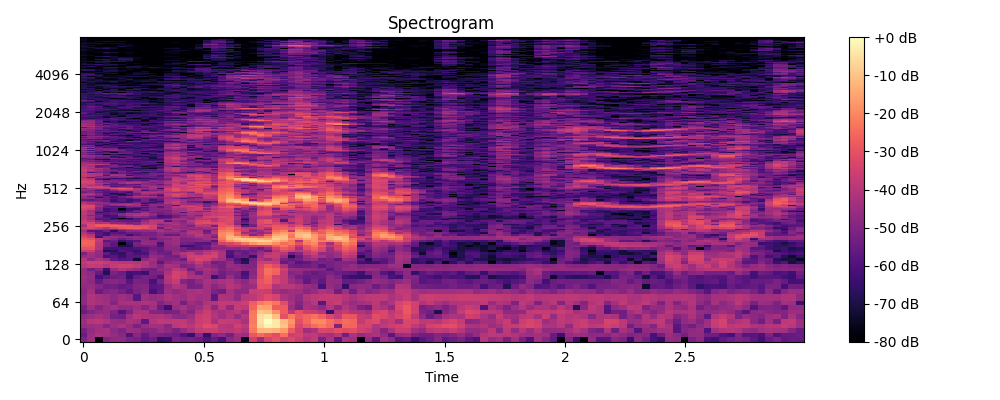 Spectrogram
Hz
4096
2048
1024
512
256
128
64
0
0
0.5
1
1.5
2
2.5
Time
+0 dB
-10 dB
-20 dB
-30 dB
-40 dB
-50 dB
-60 dB
-70 dB
-80 dB